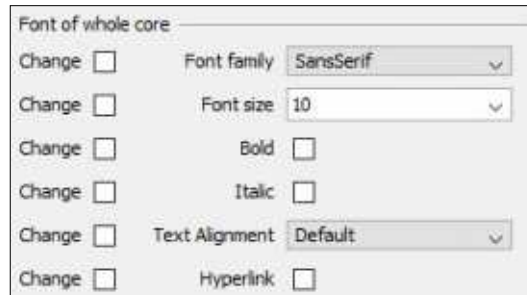 Font of whole core
Change Font family SansSerif
Change Font size 10
Change Bold
Change Italic
Change Text Alignment Default
Change Hyperlink